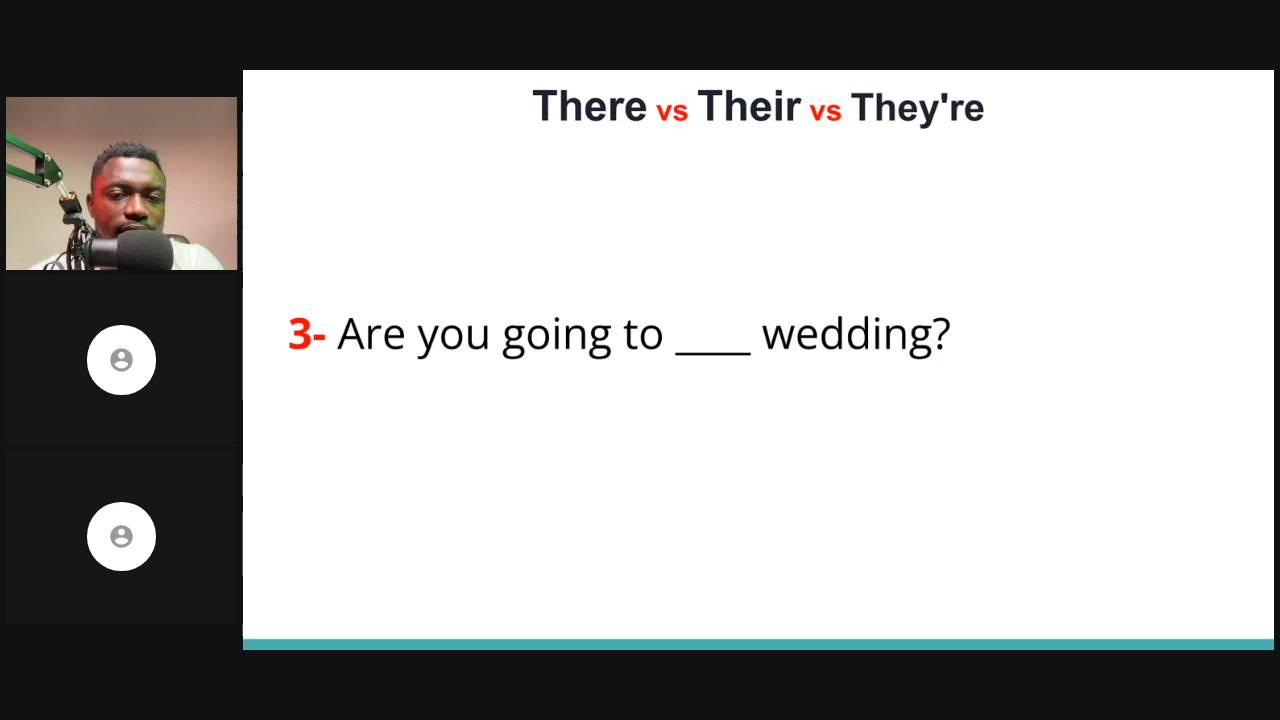 There vs Their vs They're
3- Are you going to ____ wedding?